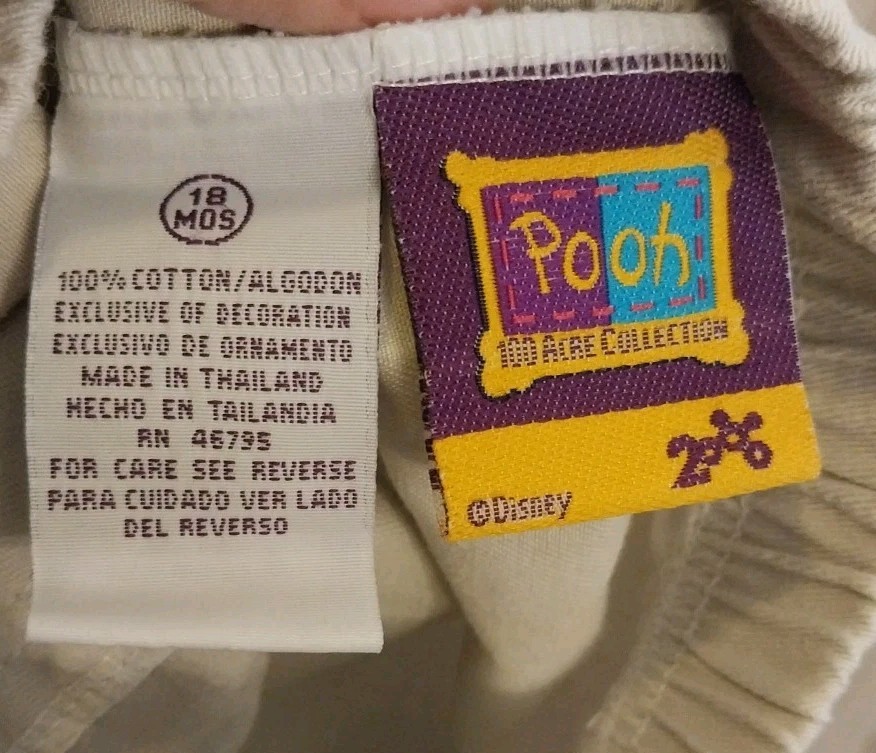 18
MOS
100% COTTON/ALGODON
EXCLUSIVE OF DECORATION
EXCLUSIVO DE ORNAMENTO
MADE IN THAILAND
HECHO EN TAILANDIA
RN 46795
FOR CARE SEE REVERSE
PARA CUIDADO VER LADO
DEL REVERSO
Pooh
100 ACRE COLLECTION
2000
©Disney